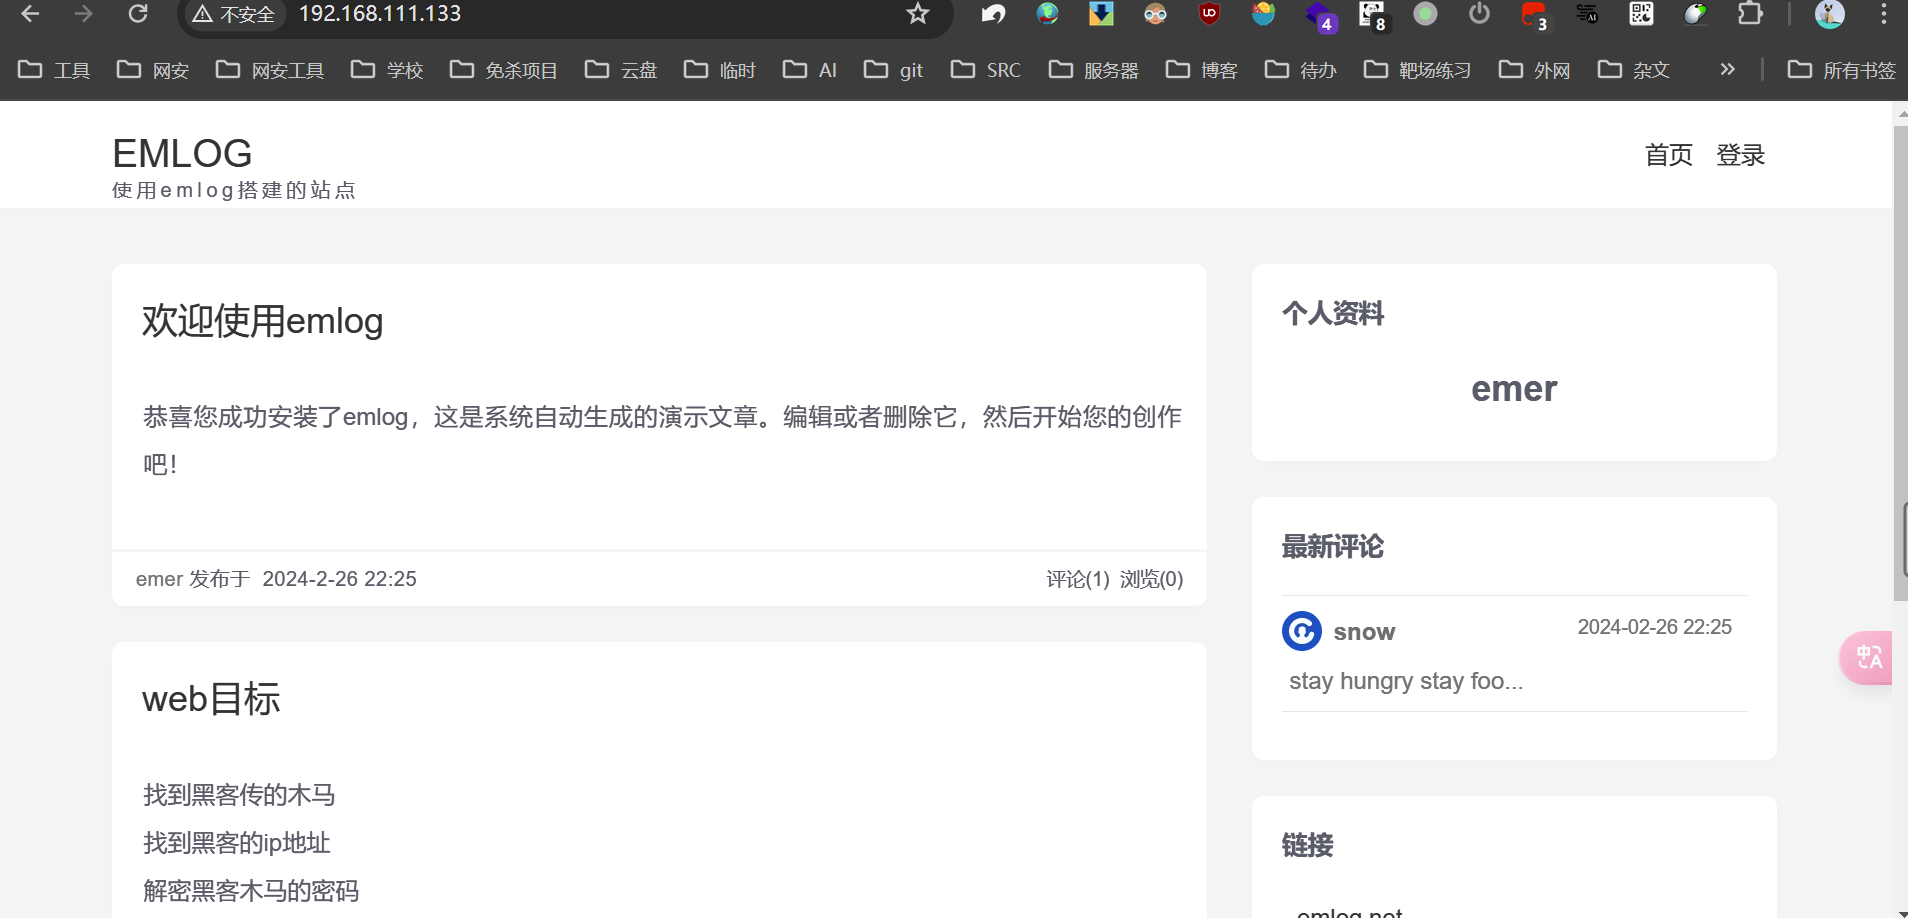 不安全 192.168.111.133
4 8 3
工具 网安 网安工具 学校 免杀项目 云盘 临时 AI git SRC 服务器 博客 待办 靶场练习 外网 杂文 » 所有书签
EMLOG
使用emlog搭建的站点
首页 登录
欢迎使用emlog
恭喜您成功安装了emlog，这是系统自动生成的演示文章。编辑或者删除它，然后开始您的创作
吧！
emer 发布于 2024-2-26 22:25
评论(1) 浏览(0)
web目标
找到黑客传的木马
找到黑客的ip地址
解密黑客木马的密码
个人资料
emer
最新评论
snow 2024-02-26 22:25
stay hungry stay foo...
链接
emlog.net